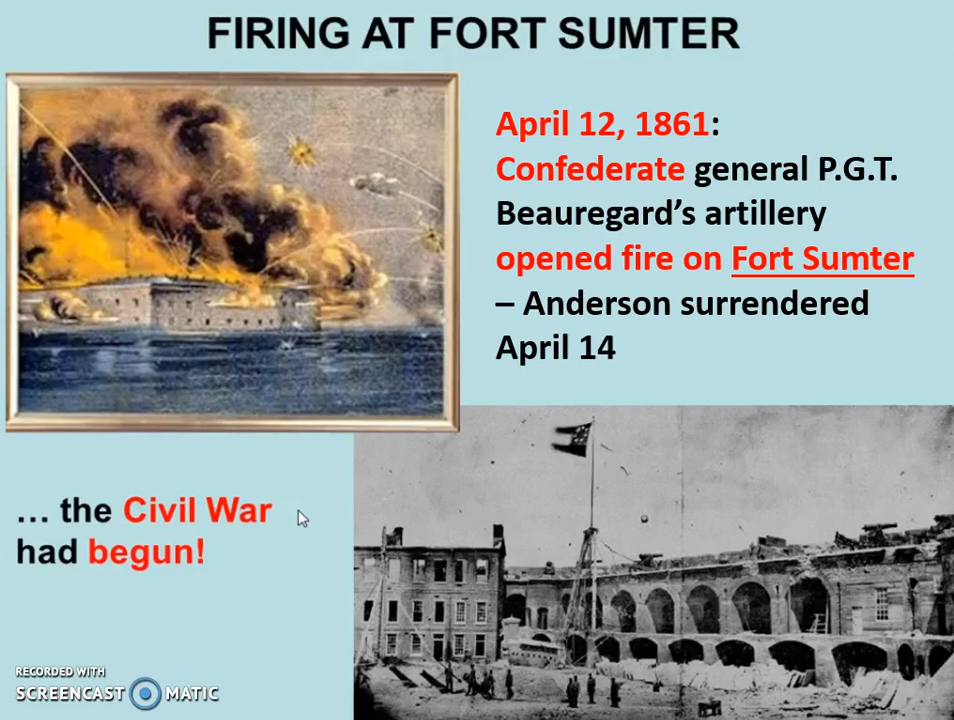 FIRING AT FORT SUMTER
April 12, 1861:
Confederate general P.G.T.
Beauregard’s artillery
opened fire on Fort Sumter
– Anderson surrendered
April 14
… the Civil War
had begun!
RECORDED WITH
SCREENCAST MATIC